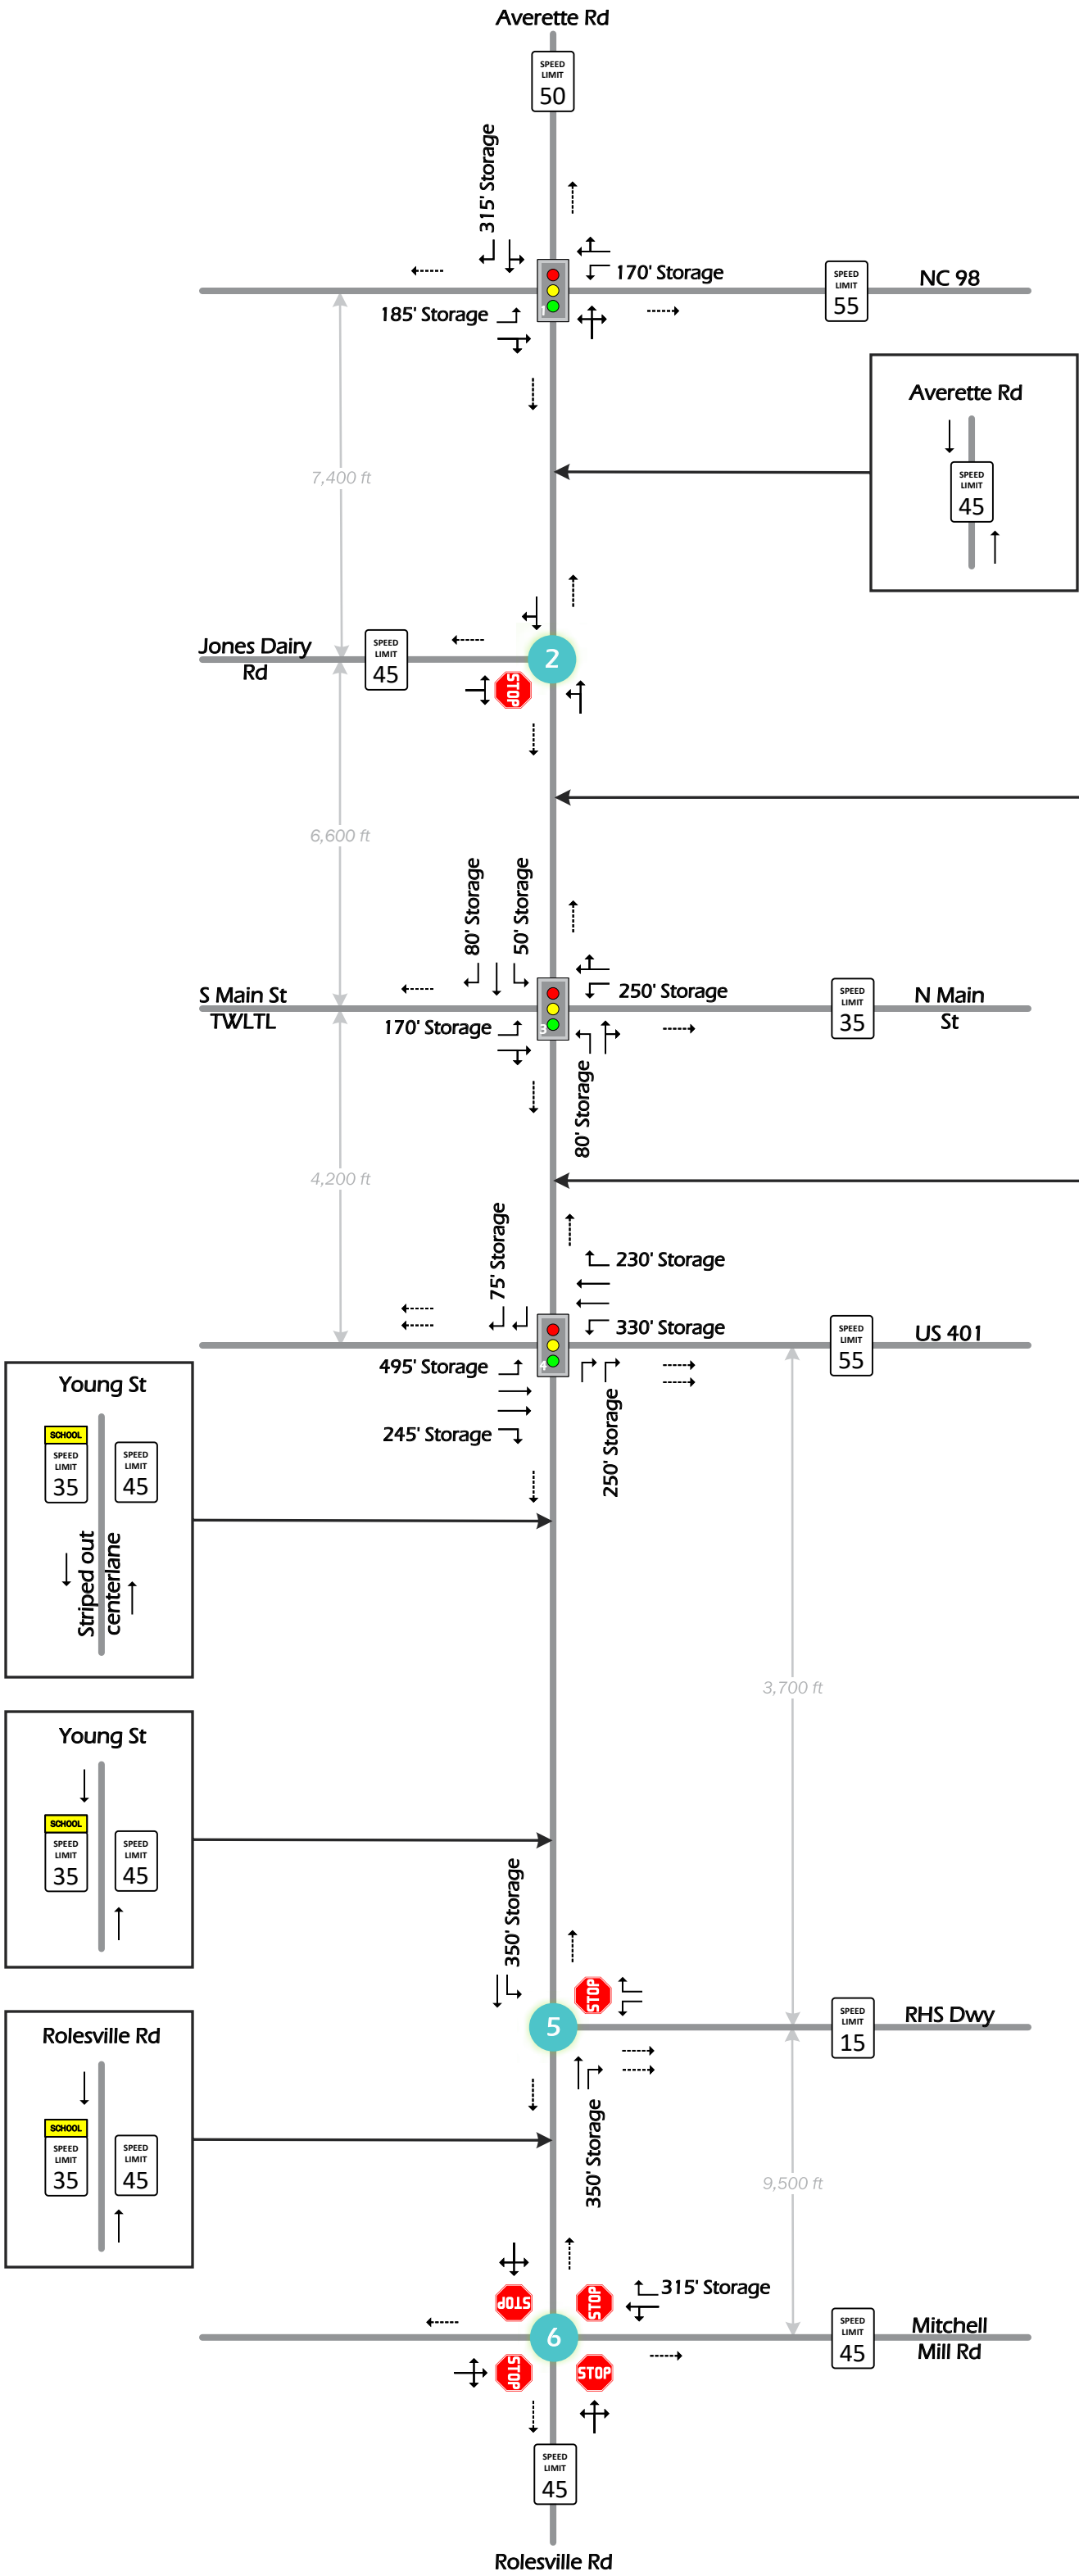 Averette Rd
SPEED
LIMIT
50
315' Storage
170' Storage
SPEED
LIMIT
55
NC 98
185' Storage
1
Averette Rd
SPEED
LIMIT
45
7,400 ft
Jones Dairy
Rd
SPEED
LIMIT
45
2
STOP
6,600 ft
80' Storage
50' Storage
S Main St
TWLTL
250' Storage
SPEED
LIMIT
35
N Main
St
170' Storage
3
80' Storage
4,200 ft
75' Storage
230' Storage
330' Storage
SPEED
LIMIT
55
US 401
495' Storage
4
245' Storage
250' Storage
Young St
SCHOOL
SPEED
LIMIT
35
SPEED
LIMIT
45
Striped out
centerlane
3,700 ft
Young St
SCHOOL
SPEED
LIMIT
35
SPEED
LIMIT
45
350' Storage
STOP
5
SPEED
LIMIT
15
RHS Dwy
Rolesville Rd
SCHOOL
SPEED
LIMIT
35
SPEED
LIMIT
45
350' Storage
9,500 ft
STOP
STOP
315' Storage
6
SPEED
LIMIT
45
Mitchell
Mill Rd
STOP
STOP
SPEED
LIMIT
45
Rolesville Rd